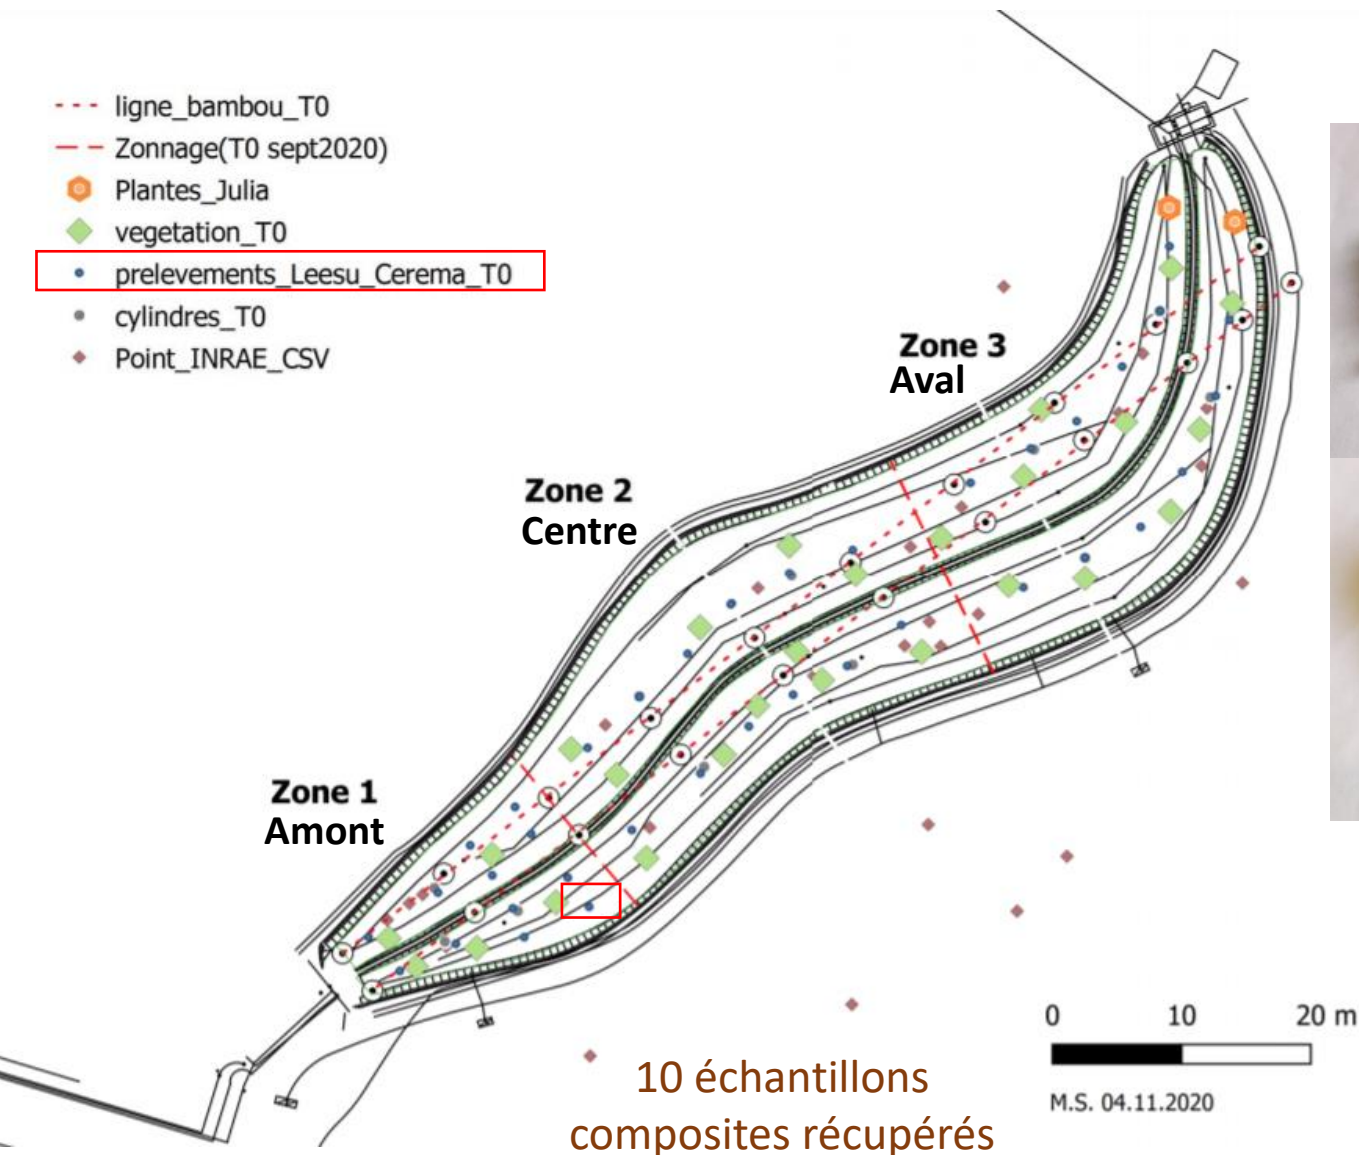 ligne_bambou_T0
Zonnage(T0 sept2020)
Plantes_Julia
vegetation_T0
prelevements_Leesu_Cerema_T0
cylindres_T0
Point_INRAE_CSV
Zone 3
Aval
Zone 2
Centre
Zone 1
Amont
0 10 20 m
M.S. 04.11.2020
10 échantillons
composites récupérés